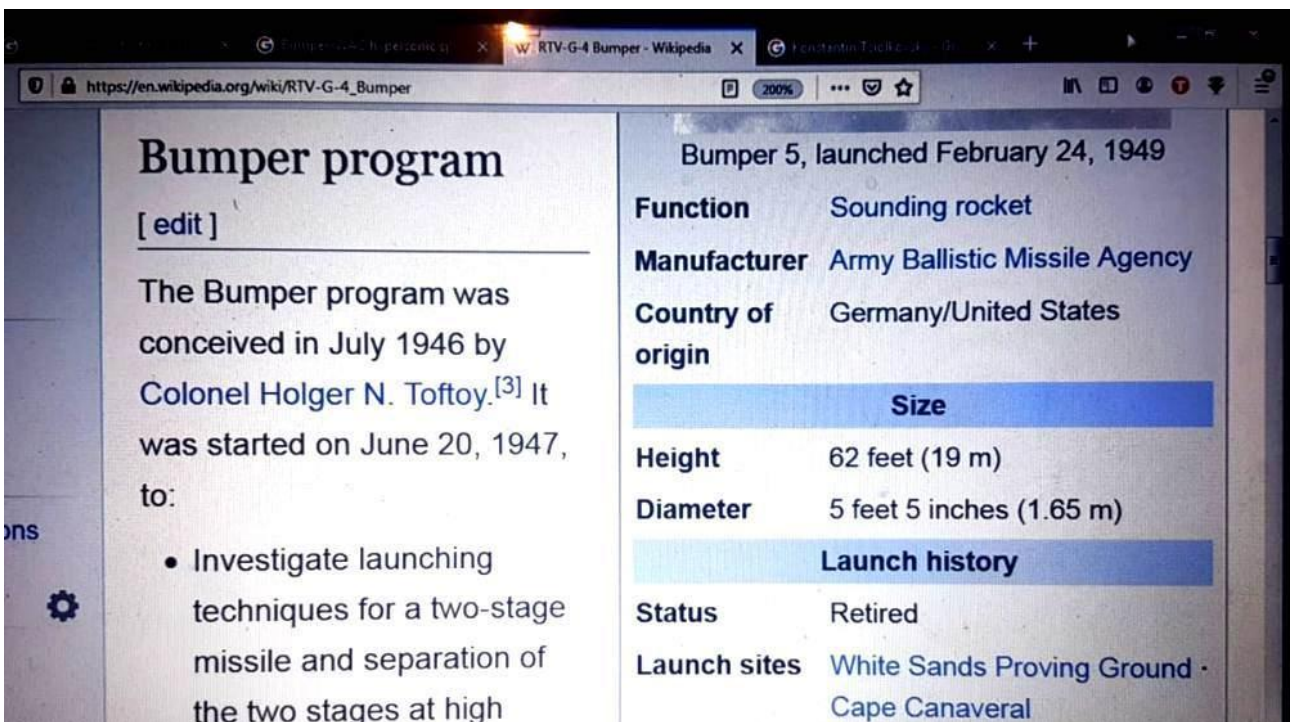 RTV-G-4 Bumper - Wikipedia
https://en.wikipedia.org/wiki/RTV-G-4_Bumper
200%
Bumper program
[ edit ]
The Bumper program was
conceived in July 1946 by
Colonel Holger N. Toftoy.[3] It
was started on June 20, 1947,
to:
• Investigate launching
techniques for a two-stage
missile and separation of
the two stages at high
ons
Bumper 5, launched February 24, 1949
Function Sounding rocket
Manufacturer Army Ballistic Missile Agency
Country of Germany/United States
origin
Size
Height 62 feet (19 m)
Diameter 5 feet 5 inches (1.65 m)
Launch history
Status Retired
Launch sites White Sands Proving Ground ·
Cape Canaveral